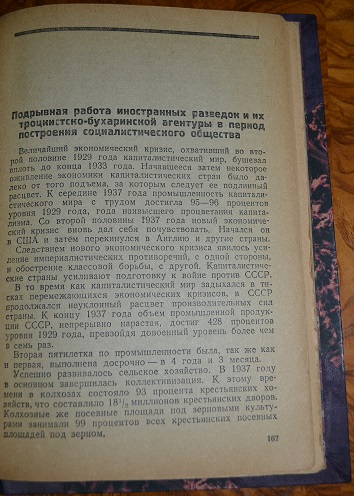 Подрывная работа иностранных разведок и их
троцкистско-бухаринской агентуры в период
построения социалистического общества
Величайший экономический кризис, охвативший во вто-
рой половине 1929 года капиталистический мир, бушевал
вплоть до конца 1933 года. Начавшееся затем некоторое
оживление экономики капиталистических стран было да-
леко от того подъема, за которым следует ее подлинный
расцвет. К середине 1937 года промышленность капитали-
стического мира с трудом достигла 95—96 процентов
уровня 1929 года, года наивысшего процветания капита-
лизма. Со второй половины 1937 года новый экономиче-
ский кризис вновь дал себя почувствовать. Начался он
в США и затем перекинулся в Англию и другие страны.
Следствием нового экономического кризиса явилось уси-
ление империалистических противоречий, с одной стороны,
и обострение классовой борьбы, с другой. Капиталистиче-
ские страны усиливают подготовку к войне против СССР.
В то время как капиталистический мир задыхается в ти-
сках перемежающихся экономических кризисов, в СССР
продолжался неуклонный расцвет производительных сил
страны. К концу 1937 года объем промышленной продук-
ции СССР, непрерывно нарастая, достиг 428 процентов
уровня 1929 года, превзойдя довоенный уровень более чем
в семь раз.
Вторая пятилетка по промышленности была, так же как
и первая, выполнена досрочно — в 4 года и 3 месяца.
Успешно развивалось сельское хозяйство. В 1937 году
в основном завершилась коллективизация. К этому вре-
мени в колхозах состояло 93 процента крестьянских хо-
зяйств, что составляло 18½ миллионов крестьянских дворов.
Колхозные же посевные площади под зерновыми культу-
рами занимали 99 процентов всех крестьянских посевных
площадей под зерном.
167